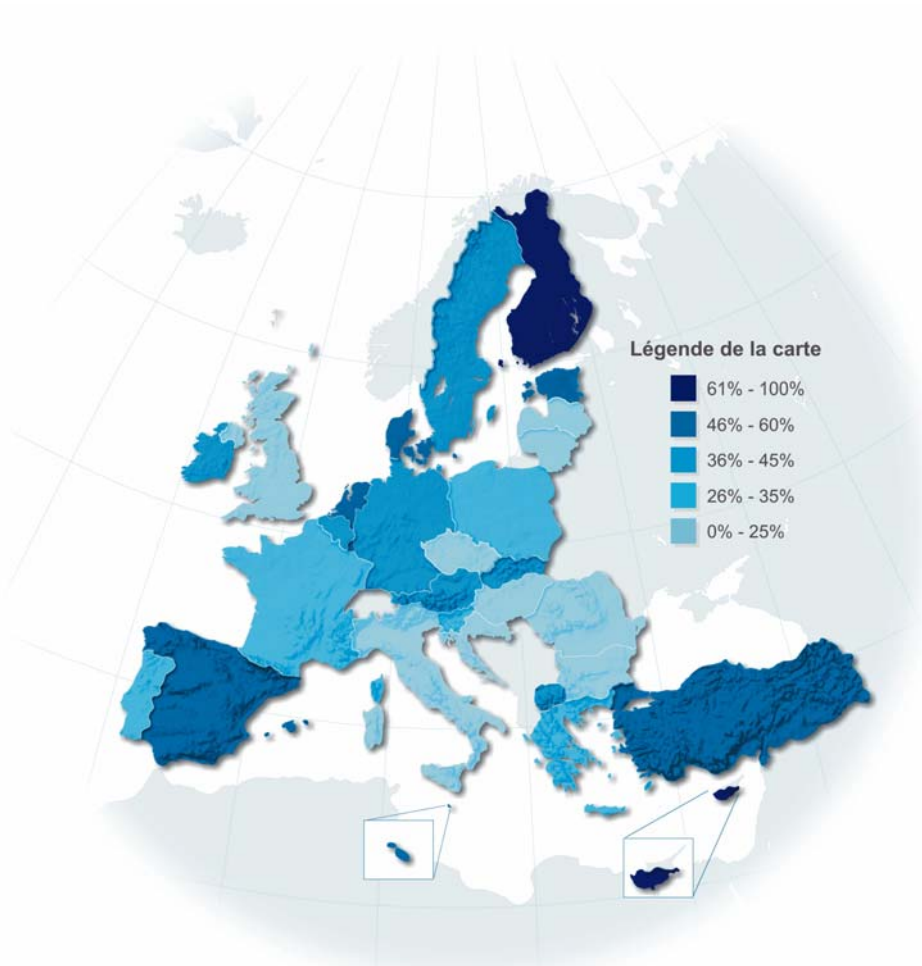 Légende de la carte
61% - 100%
46% - 60%
36% - 45%
26% - 35%
0% - 25%